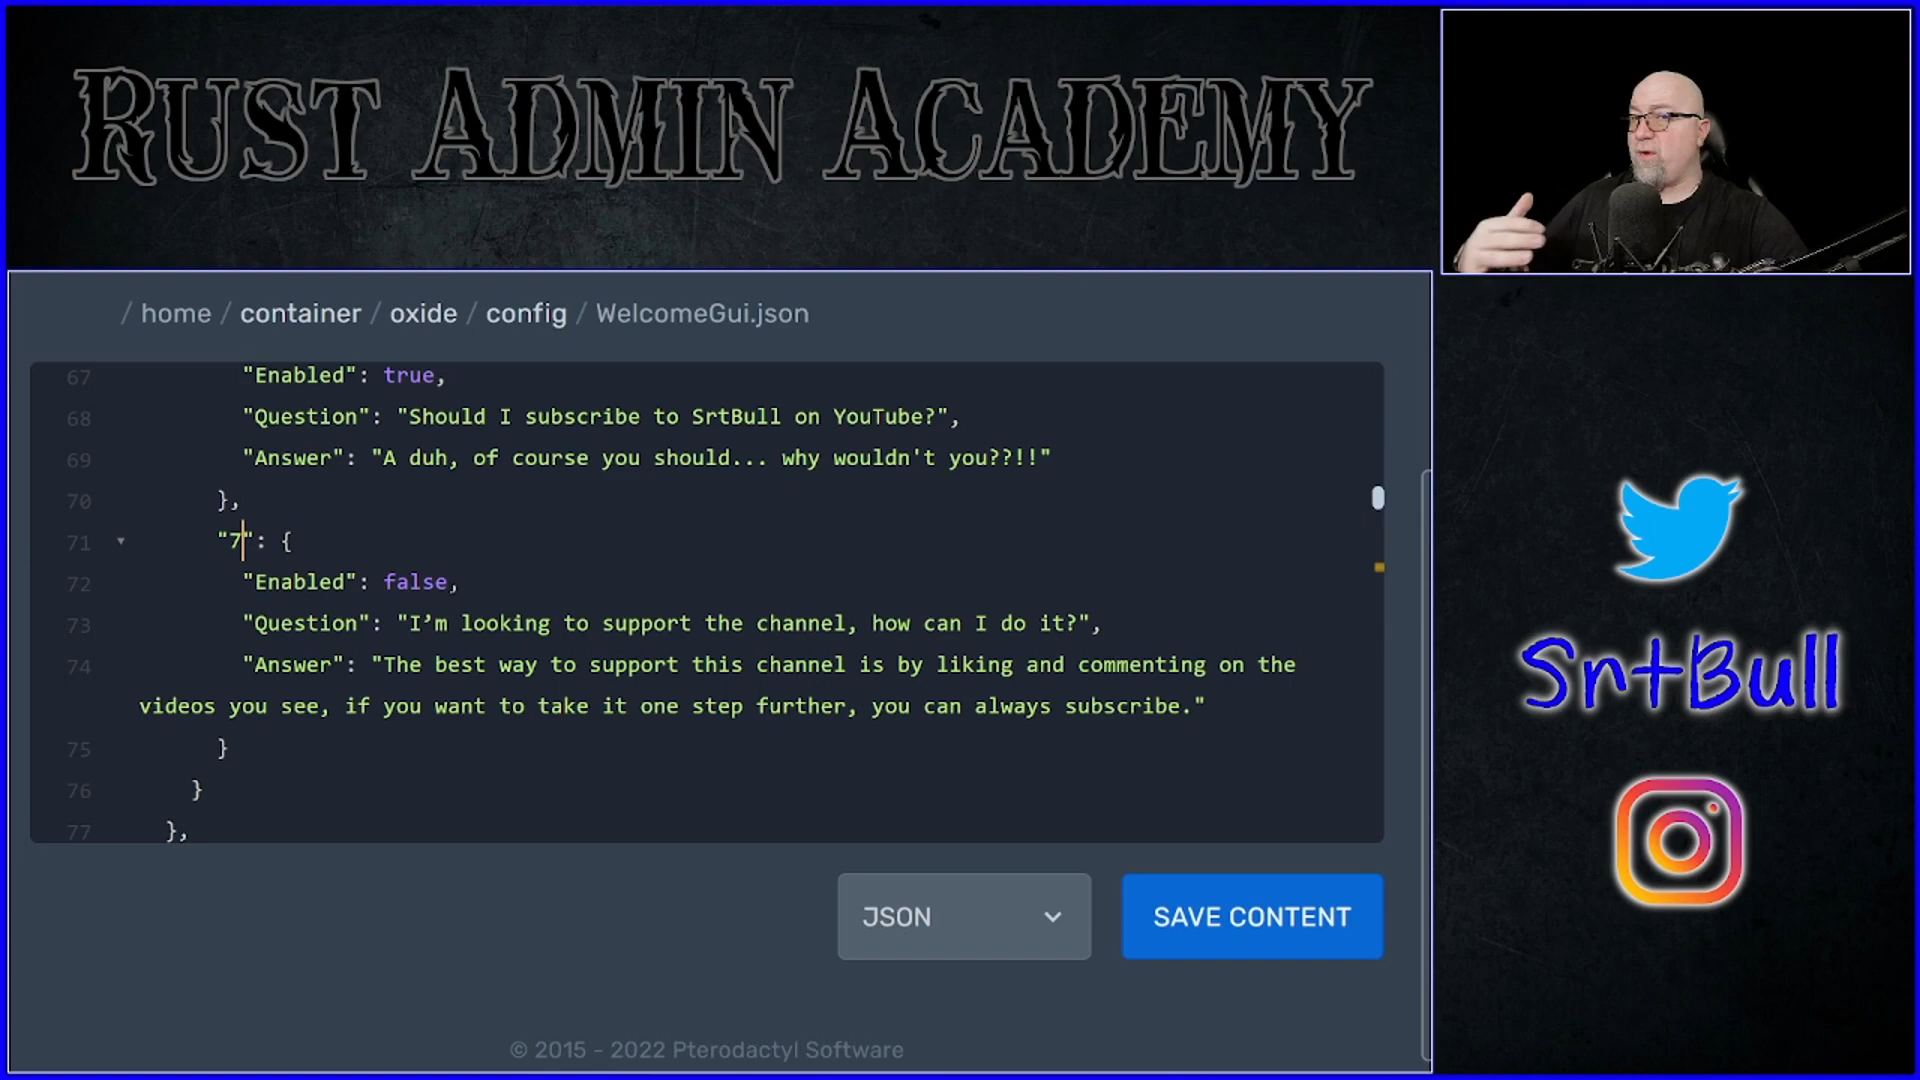 RUST ADMIN ACADEMY
/ home / container / oxide / config / WelcomeGui.json
67 "Enabled": true,
68 "Question": "Should I subscribe to SrtBull on YouTube?",
69 "Answer": "A duh, of course you should... why wouldn't you??!!"
70 },
71 "7": {
72 "Enabled": false,
73 "Question": "I’m looking to support the channel, how can I do it?",
74 "Answer": "The best way to support this channel is by liking and commenting on the
videos you see, if you want to take it one step further, you can always subscribe."
75 }
76 }
77 },
SrtBull
JSON
SAVE CONTENT
© 2015 - 2022 Pterodactyl Software